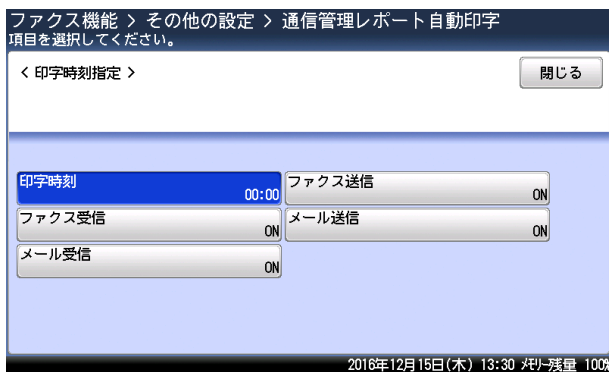 ファクス機能 > その他の設定 > 通信管理レポート自動印字
項目を選択してください。
< 印字時刻指定 >
閉じる
印字時刻
00:00
ファクス送信
ON
ファクス受信
ON
メール送信
ON
メール受信
ON
2016年12月15日(木) 13:30 メモリー残量 100%